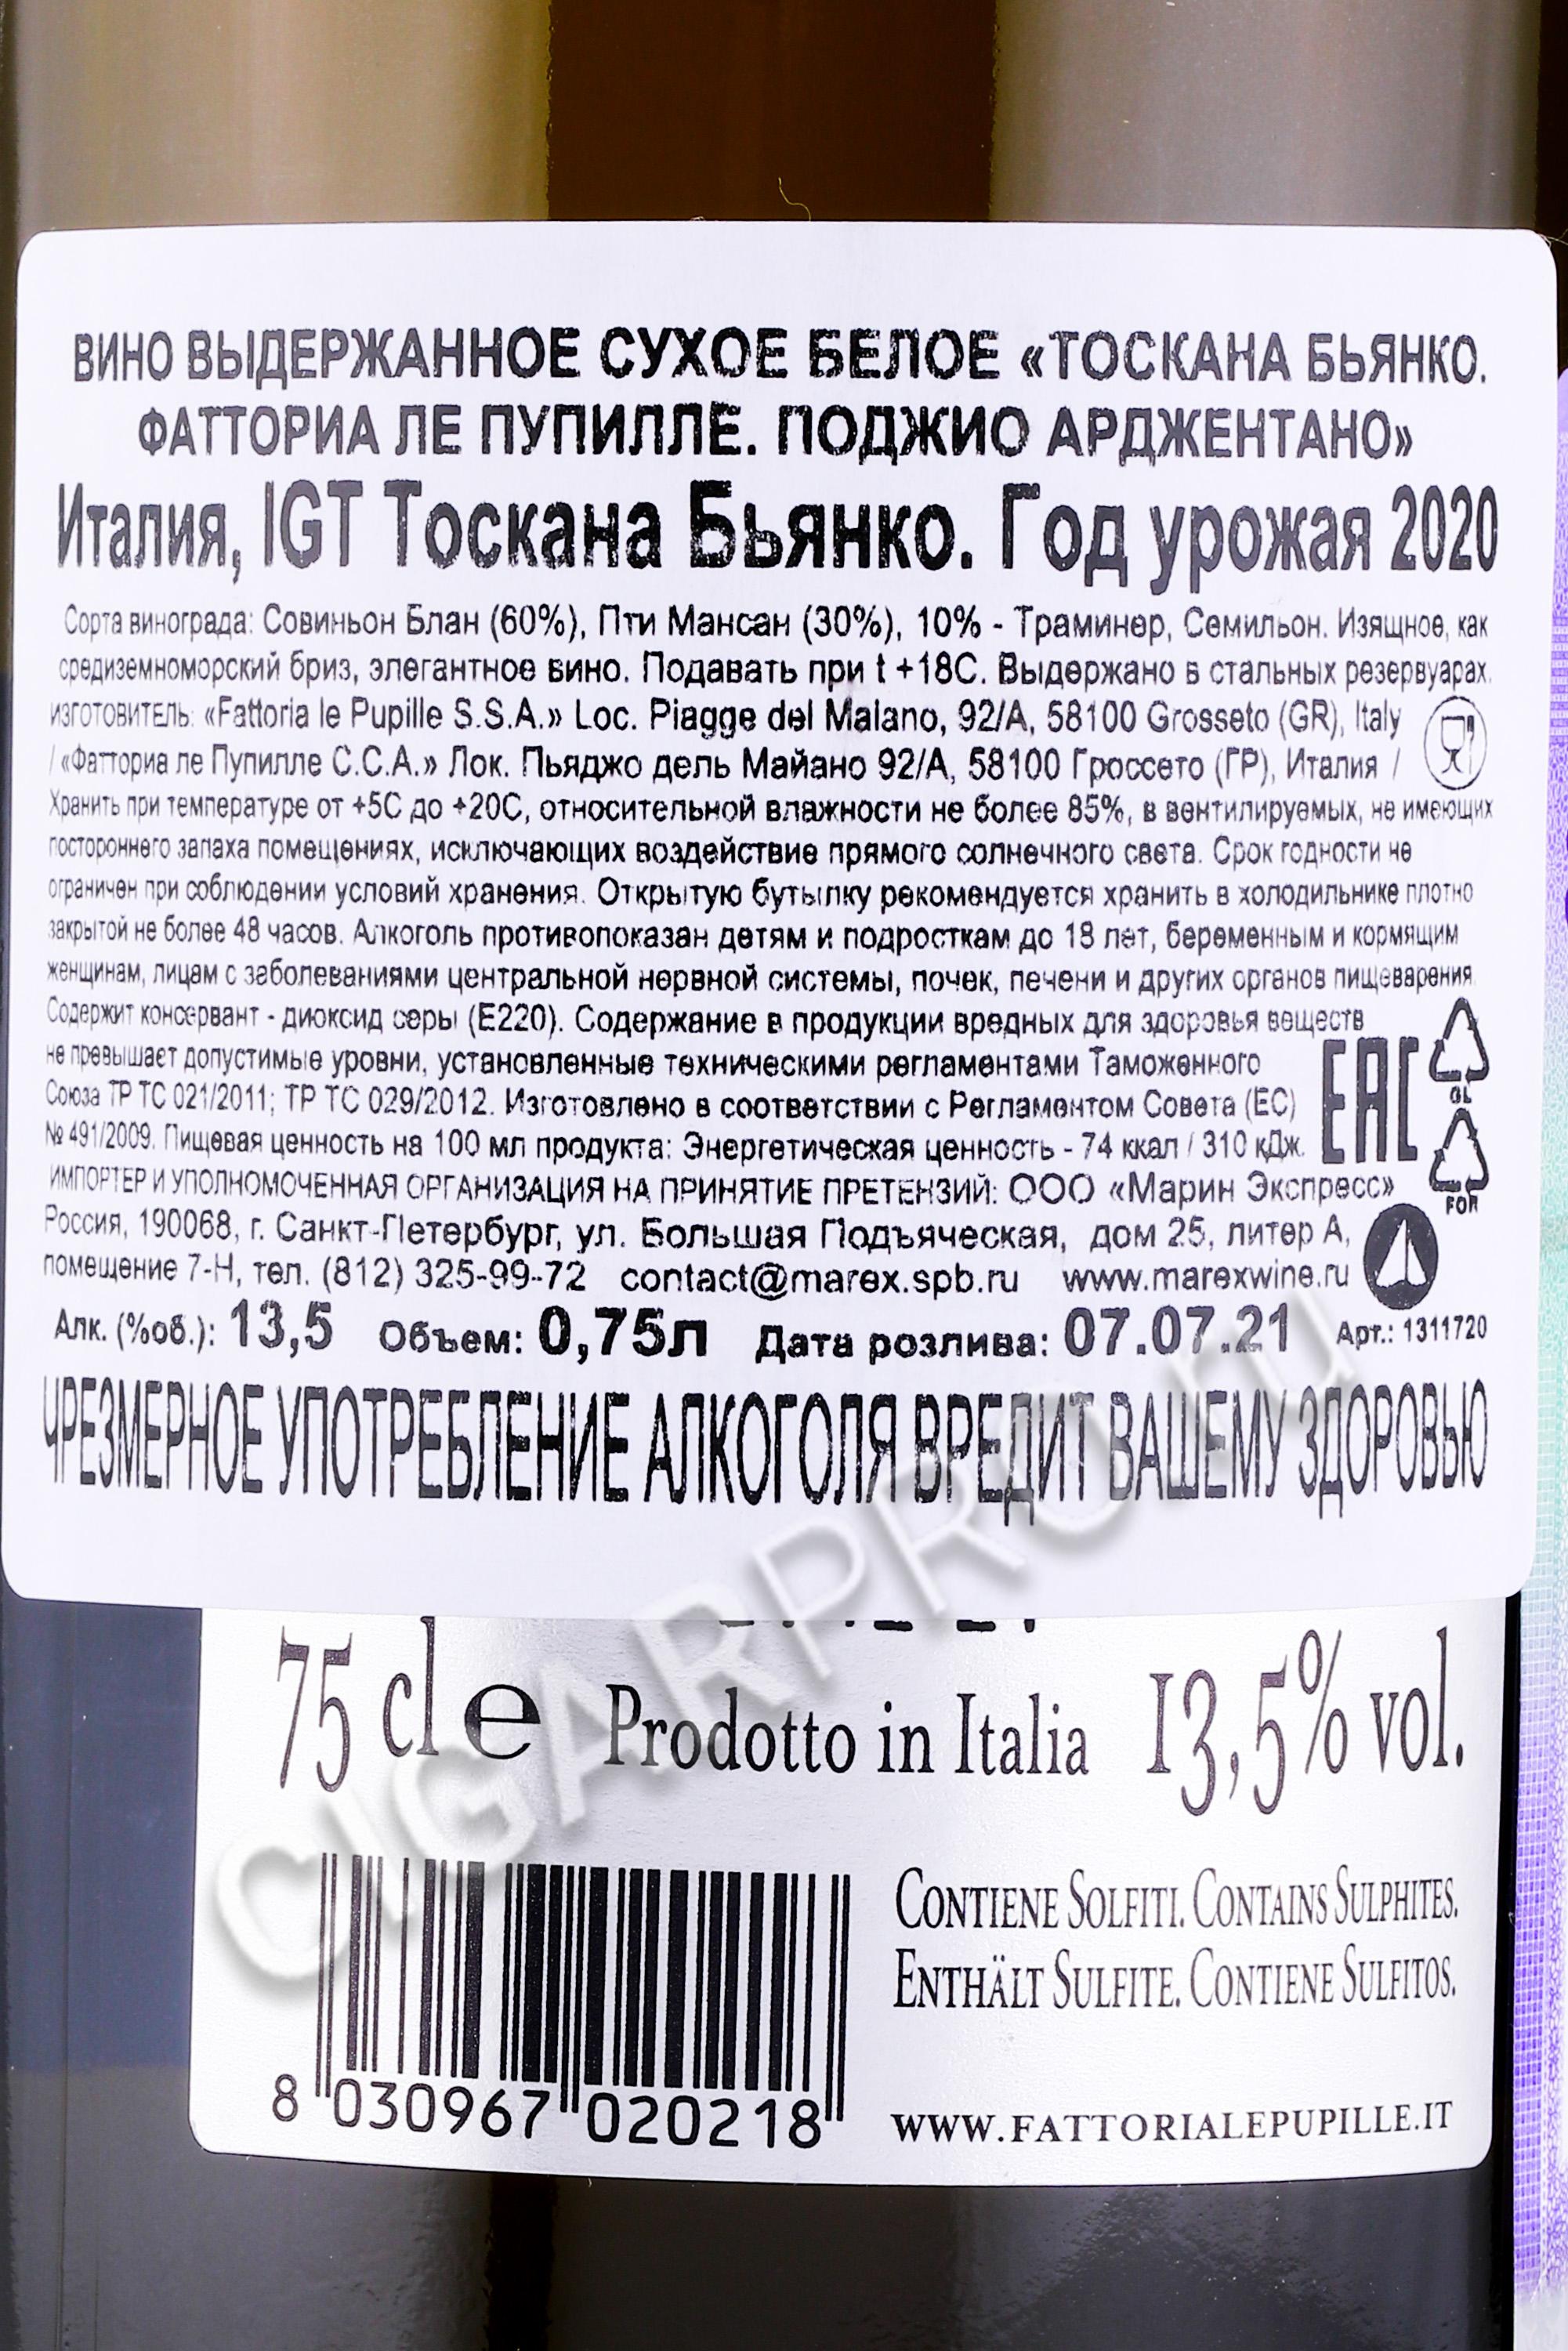 ВИНО ВЫДЕРЖАННОЕ СУХОЕ БЕЛОЕ «ТОСКАНА БЬЯНКО.
ФАТТОРИА ЛЕ ПУПИЛЛЕ. ПОДЖИО АРДЖЕНТАНО»
Италия, IGT Тоскана Бьянко. Год урожая 2020
Сорта винограда: Совиньон Блан (60%), Пти Мансан (30%), 10% - Траминер, Семильон. Изящное, как
средиземноморский бриз, элегантное вино. Подавать при t +18С. Выдержано в стальных резервуарах.
ИЗГОТОВИТЕЛЬ: «Fattoria le Pupille S.S.A.» Loc. Piagge del Maiano, 92/A, 58100 Grosseto (GR), Italy
/ «Фатториа ле Пупилле С.С.А.» Лок. Пьяджо дель Майано 92/А, 58100 Гроссето (ГР), Италия /
Хранить при температуре от +5С до +20С, относительной влажности не более 85%, в вентилируемых, не имеющих
постороннего запаха помещениях, исключающих воздействие прямого солнечного света. Срок годности не
ограничен при соблюдении условий хранения. Открытую бутылку рекомендуется хранить в холодильнике плотно
закрытой не более 48 часов. Алкоголь противопоказан детям и подросткам до 18 лет, беременным и кормящим
женщинам, лицам с заболеваниями центральной нервной системы, почек, печени и других органов пищеварения.
Содержит консервант - диоксид серы (Е220). Содержание в продукции вредных для здоровья веществ
не превышает допустимые уровни, установленные техническими регламентами Таможенного
Союза ТР ТС 021/2011; ТР ТС 029/2012. Изготовлено в соответствии с Регламентом Совета (ЕС)
№ 491/2009. Пищевая ценность на 100 мл продукта: Энергетическая ценность - 74 ккал / 310 кДж.
EAC
GL
FOR
ИМПОРТЕР И УПОЛНОМОЧЕННАЯ ОРГАНИЗАЦИЯ НА ПРИНЯТИЕ ПРЕТЕНЗИЙ: ООО «Марин Экспресс»
Россия, 190068, г. Санкт-Петербург, ул. Большая Подъяческая, дом 25, литер А,
помещение 7-Н, тел. (812) 325-99-72 contact@marex.spb.ru www.marexwine.ru
Алк. (%об.): 13,5 Объем: 0,75л Дата розлива: 07.07.21 Арт.: 1311720
ЧРЕЗМЕРНОЕ УПОТРЕБЛЕНИЕ АЛКОГОЛЯ ВРЕДИТ ВАШЕМУ ЗДОРОВЬЮ
CIGARPRO.ru
75 cl e Prodotto in Italia 13,5% vol.
CONTIENE SOLFITI. CONTAINS SULPHITES.
ENTHÄLT SULFITE. CONTIENE SULFITOS.
8 030967 020218
WWW.FATTORIALEPUPILLE.IT